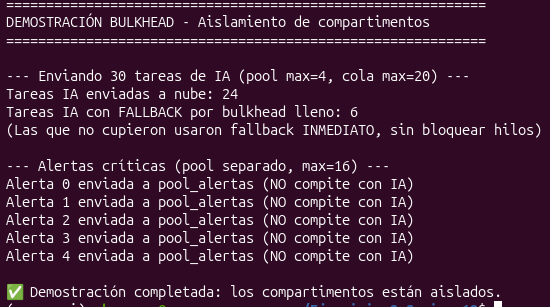 ============================================================
DEMOSTRACIÓN BULKHEAD - Aislamiento de compartimentos
============================================================
--- Enviando 30 tareas de IA (pool max=4, cola max=20) ---
Tareas IA enviadas a nube: 24
Tareas IA con FALLBACK por bulkhead lleno: 6
(Las que no cupieron usaron fallback INMEDIATO, sin bloquear hilos)
--- Alertas críticas (pool separado, max=16) ---
Alerta 0 enviada a pool_alertas (NO compite con IA)
Alerta 1 enviada a pool_alertas (NO compite con IA)
Alerta 2 enviada a pool_alertas (NO compite con IA)
Alerta 3 enviada a pool_alertas (NO compite con IA)
Alerta 4 enviada a pool_alertas (NO compite con IA)
✅ Demostración completada: los compartimentos están aislados.